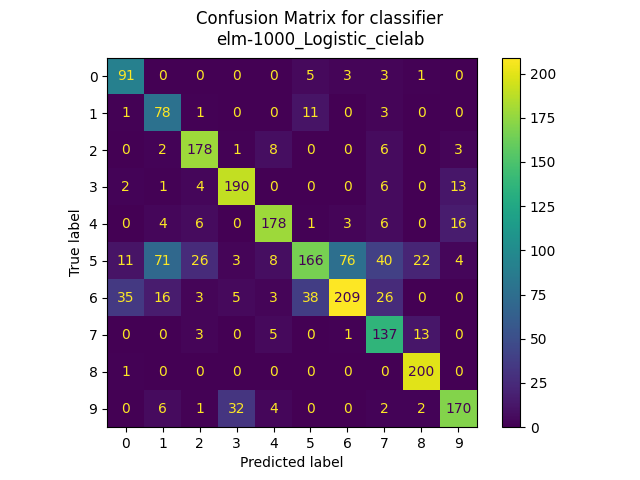 Confusion Matrix for classifier
elm-1000_Logistic_cielab
0 91 0 0 0 0 5 3 3 1 0
1 1 78 1 0 0 11 0 3 0 0
2 0 2 178 1 8 0 0 6 0 3
3 2 1 4 190 0 0 0 6 0 13
4 0 4 6 0 178 1 3 6 0 16
5 11 71 26 3 8 166 76 40 22 4
6 35 16 3 5 3 38 209 26 0 0
7 0 0 3 0 5 0 1 137 13 0
8 1 0 0 0 0 0 0 0 200 0
9 0 6 1 32 4 0 0 2 2 170
0 1 2 3 4 5 6 7 8 9
Predicted label
True label
200
175
150
125
100
75
50
25
0